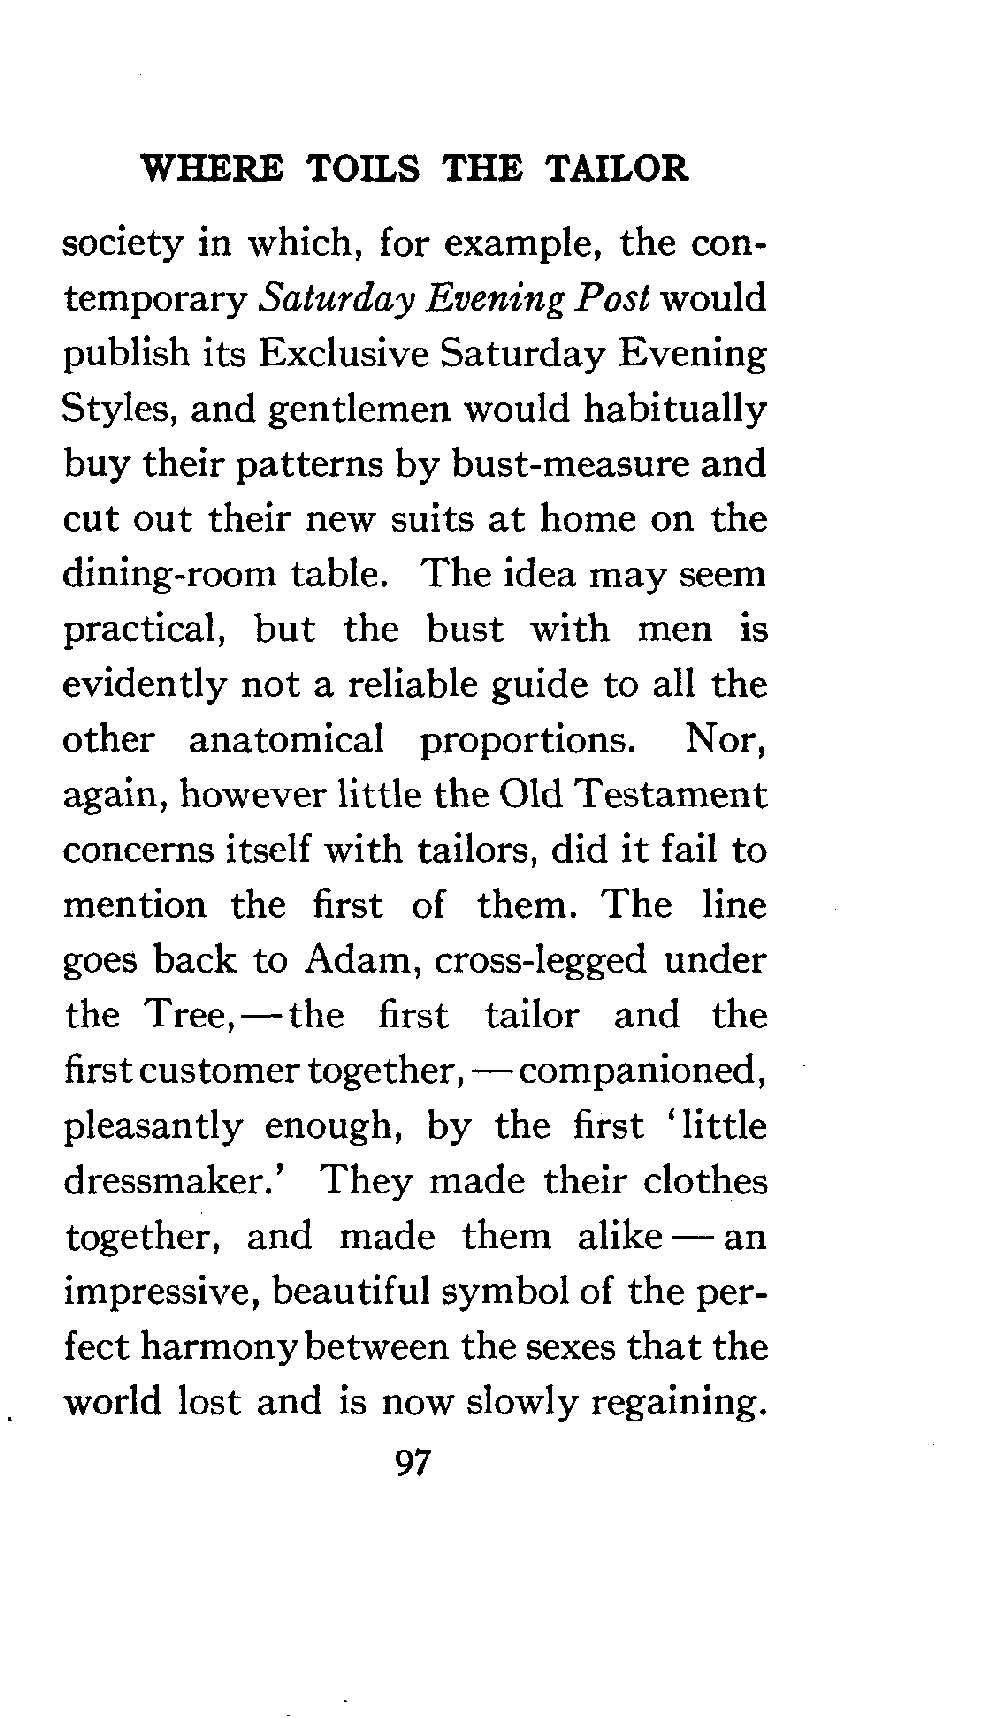 WHERE TOILS THE TAILOR
society in which, for example, the con-
temporary Saturday Evening Post would
publish its Exclusive Saturday Evening
Styles, and gentlemen would habitually
buy their patterns by bust-measure and
cut out their new suits at home on the
dining-room table. The idea may seem
practical, but the bust with men is
evidently not a reliable guide to all the
other anatomical proportions. Nor,
again, however little the Old Testament
concerns itself with tailors, did it fail to
mention the first of them. The line
goes back to Adam, cross-legged under
the Tree,—the first tailor and the
first customer together,—companioned,
pleasantly enough, by the first ‘little
dressmaker.’ They made their clothes
together, and made them alike—an
impressive, beautiful symbol of the per-
fect harmony between the sexes that the
world lost and is now slowly regaining.
97